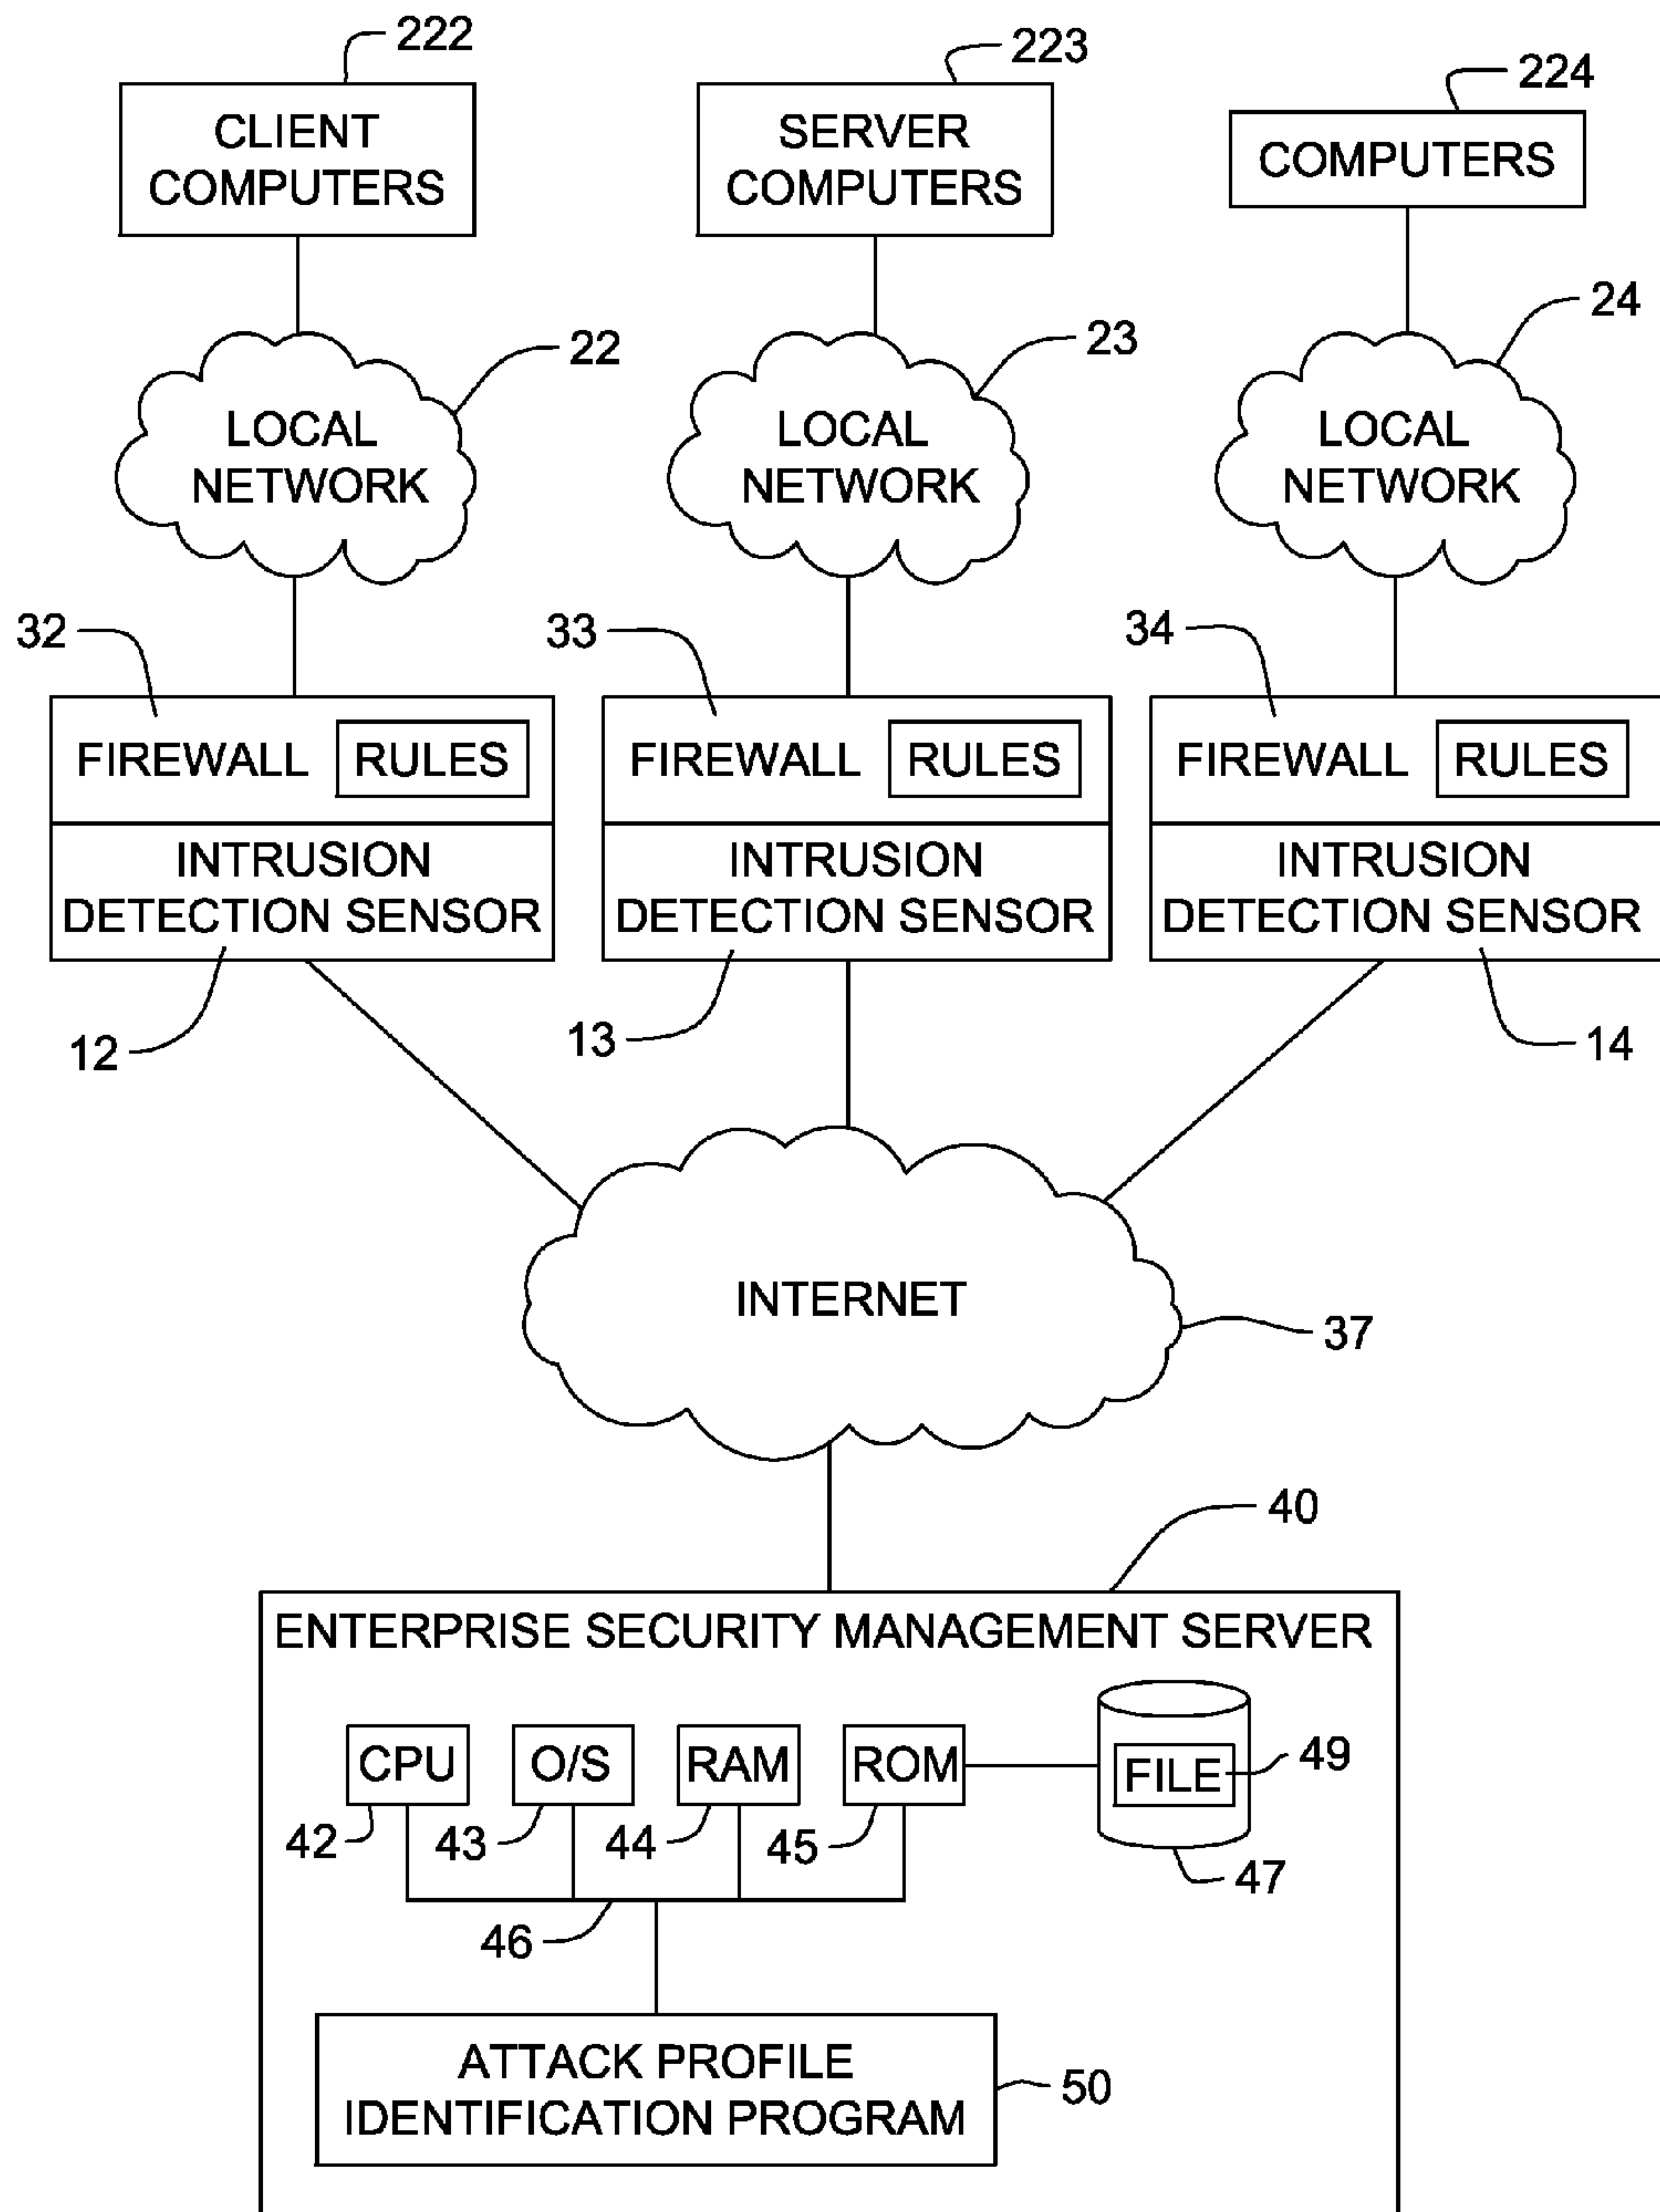 222
223
224
CLIENT
COMPUTERS
SERVER
COMPUTERS
COMPUTERS
22
23
24
LOCAL
NETWORK
LOCAL
NETWORK
LOCAL
NETWORK
32
33
34
FIREWALL
RULES
FIREWALL
RULES
FIREWALL
RULES
INTRUSION
DETECTION SENSOR
INTRUSION
DETECTION SENSOR
INTRUSION
DETECTION SENSOR
12
13
14
INTERNET
37
40
ENTERPRISE SECURITY MANAGEMENT SERVER
CPU
O/S
RAM
ROM
FILE
49
42
43
44
45
47
46
ATTACK PROFILE
IDENTIFICATION PROGRAM
50